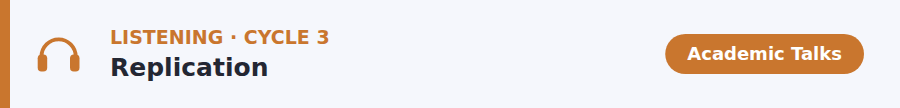 LISTENING · CYCLE 3
Replication
Academic Talks